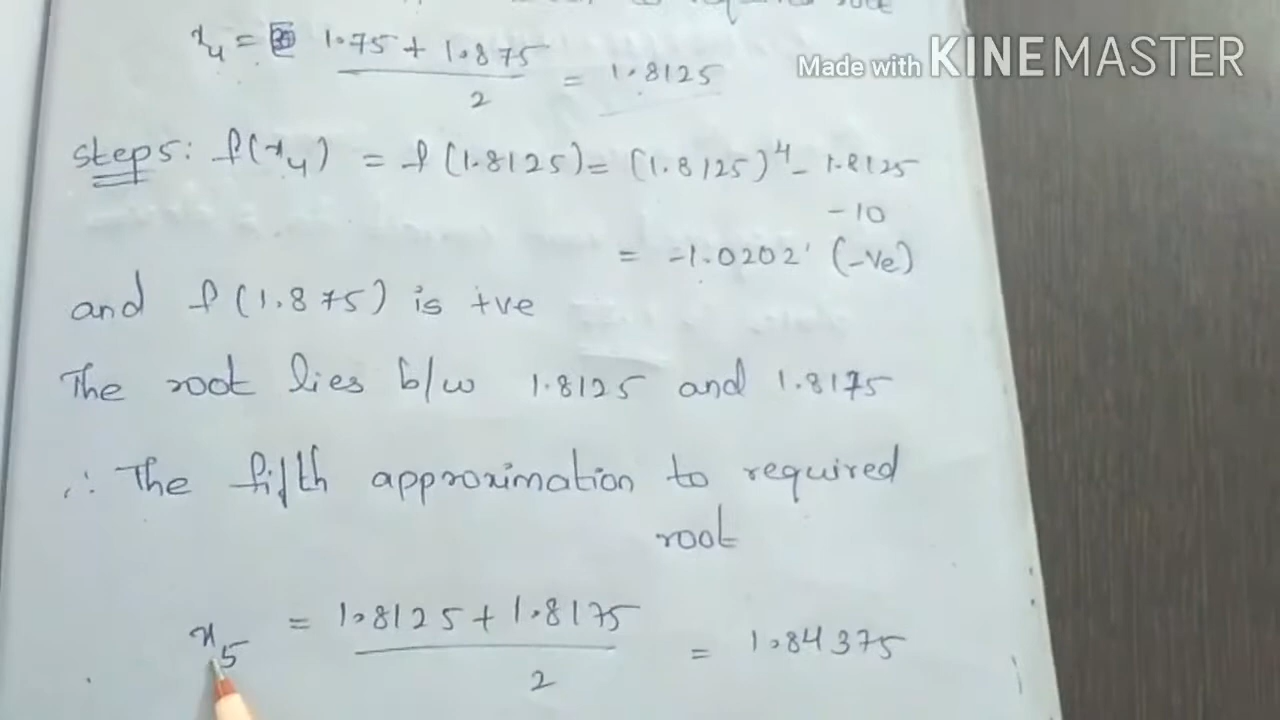 x₄ = 1.75 + 1.875 / 2 = 1.8125
Made with KINEMASTER
step5: f(x₄) = f(1.8125) = (1.8125)⁴ - 1.8125
-10
= -1.0202 (-ve)
and f(1.875) is +ve
The root lies b/w 1.8125 and 1.8175
∴ The fifth approximation to required
root
x₅ = 1.8125 + 1.8175 / 2 = 1.84375